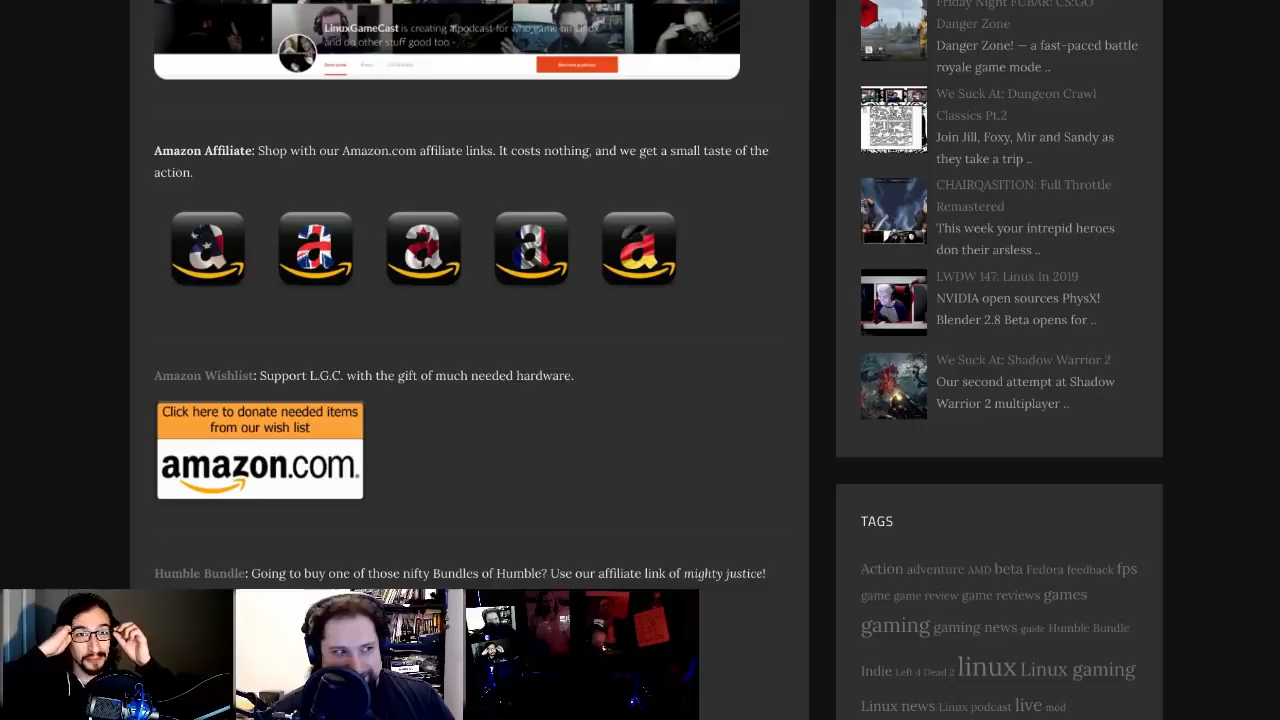 LinuxGameCast is creating a podcast for who game on Linux
and do other stuff good too
Overview
Become a patron
Amazon Affiliate: Shop with our Amazon.com affiliate links. It costs nothing, and we get a small taste of the
action.
Amazon Wishlist: Support L.G.C. with the gift of much needed hardware.
Click here to donate needed items
from our wish list
amazon.com.
Humble Bundle: Going to buy one of those nifty Bundles of Humble? Use our affiliate link of mighty justice!
Friday Night FUBAR: CS:GO
Danger Zone
Danger Zone! — a fast-paced battle
royale game mode ..
We Suck At: Dungeon Crawl
Classics Pt.2
Join Jill, Foxy, Mir and Sandy as
they take a trip ..
CHAIRQASITION: Full Throttle
Remastered
This week your intrepid heroes
don their arsless ..
LWDW 147: Linux In 2019
NVIDIA open sources PhysX!
Blender 2.8 Beta opens for ..
We Suck At: Shadow Warrior 2
Our second attempt at Shadow
Warrior 2 multiplayer ..
TAGS
Action adventure AMD beta Fedora feedback fps
game game review game reviews games
gaming gaming news guide Humble Bundle
Indie Left 4 Dead 2 linux Linux gaming
Linux news Linux podcast live mod